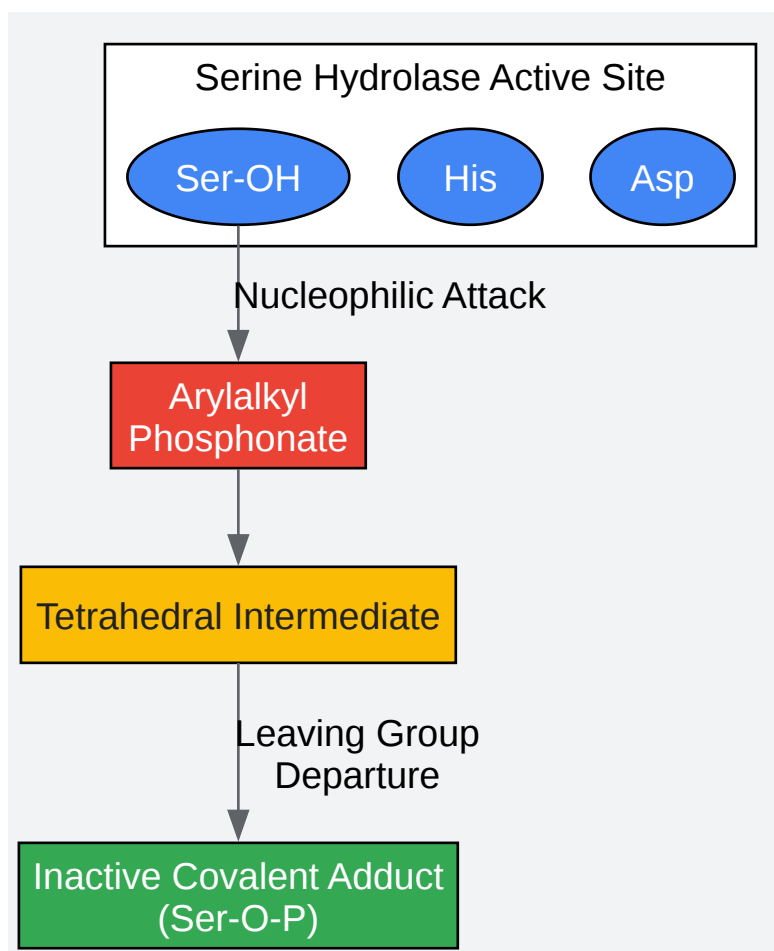 Serine Hydrolase Active Site
Ser-OH His Asp
Nucleophilic Attack
Arylalkyl
Phosphonate
Tetrahedral Intermediate
Leaving Group
Departure
Inactive Covalent Adduct
(Ser-O-P)